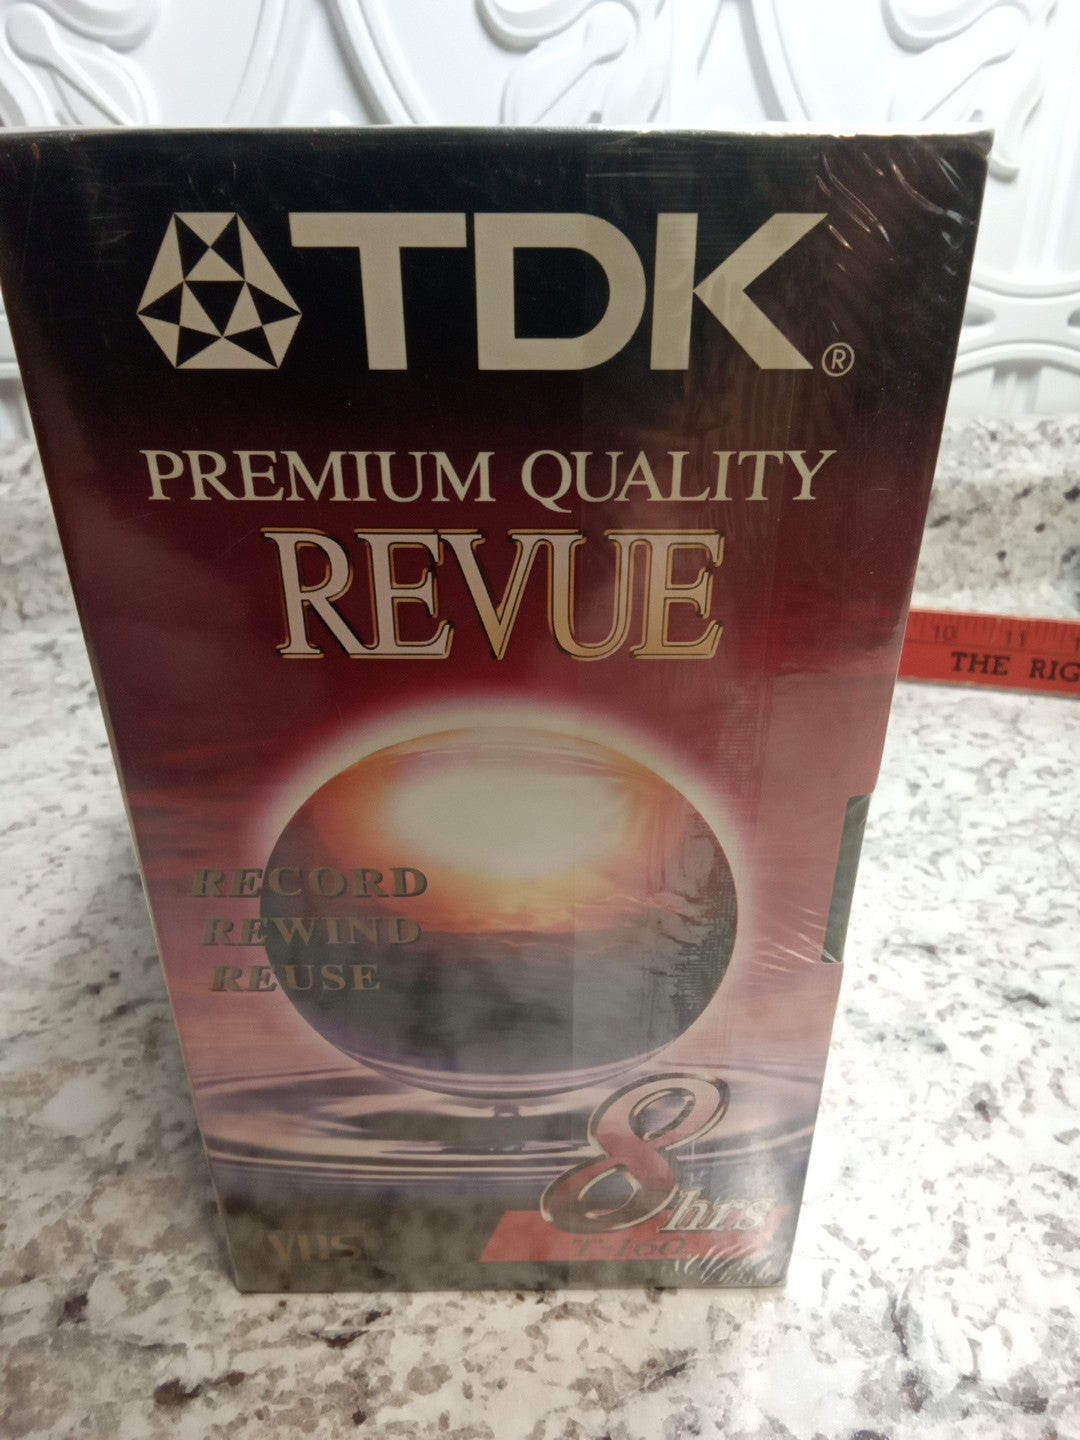 TDK®
PREMIUM QUALITY
REVUE
10 11
THE RIG
RECORD
REWIND
REUSE
8hrs
T-160
VHS